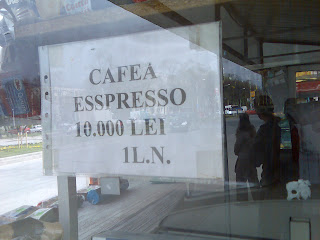 CAFEA
ESSPRESSO
10.000 LEI
1L.N.